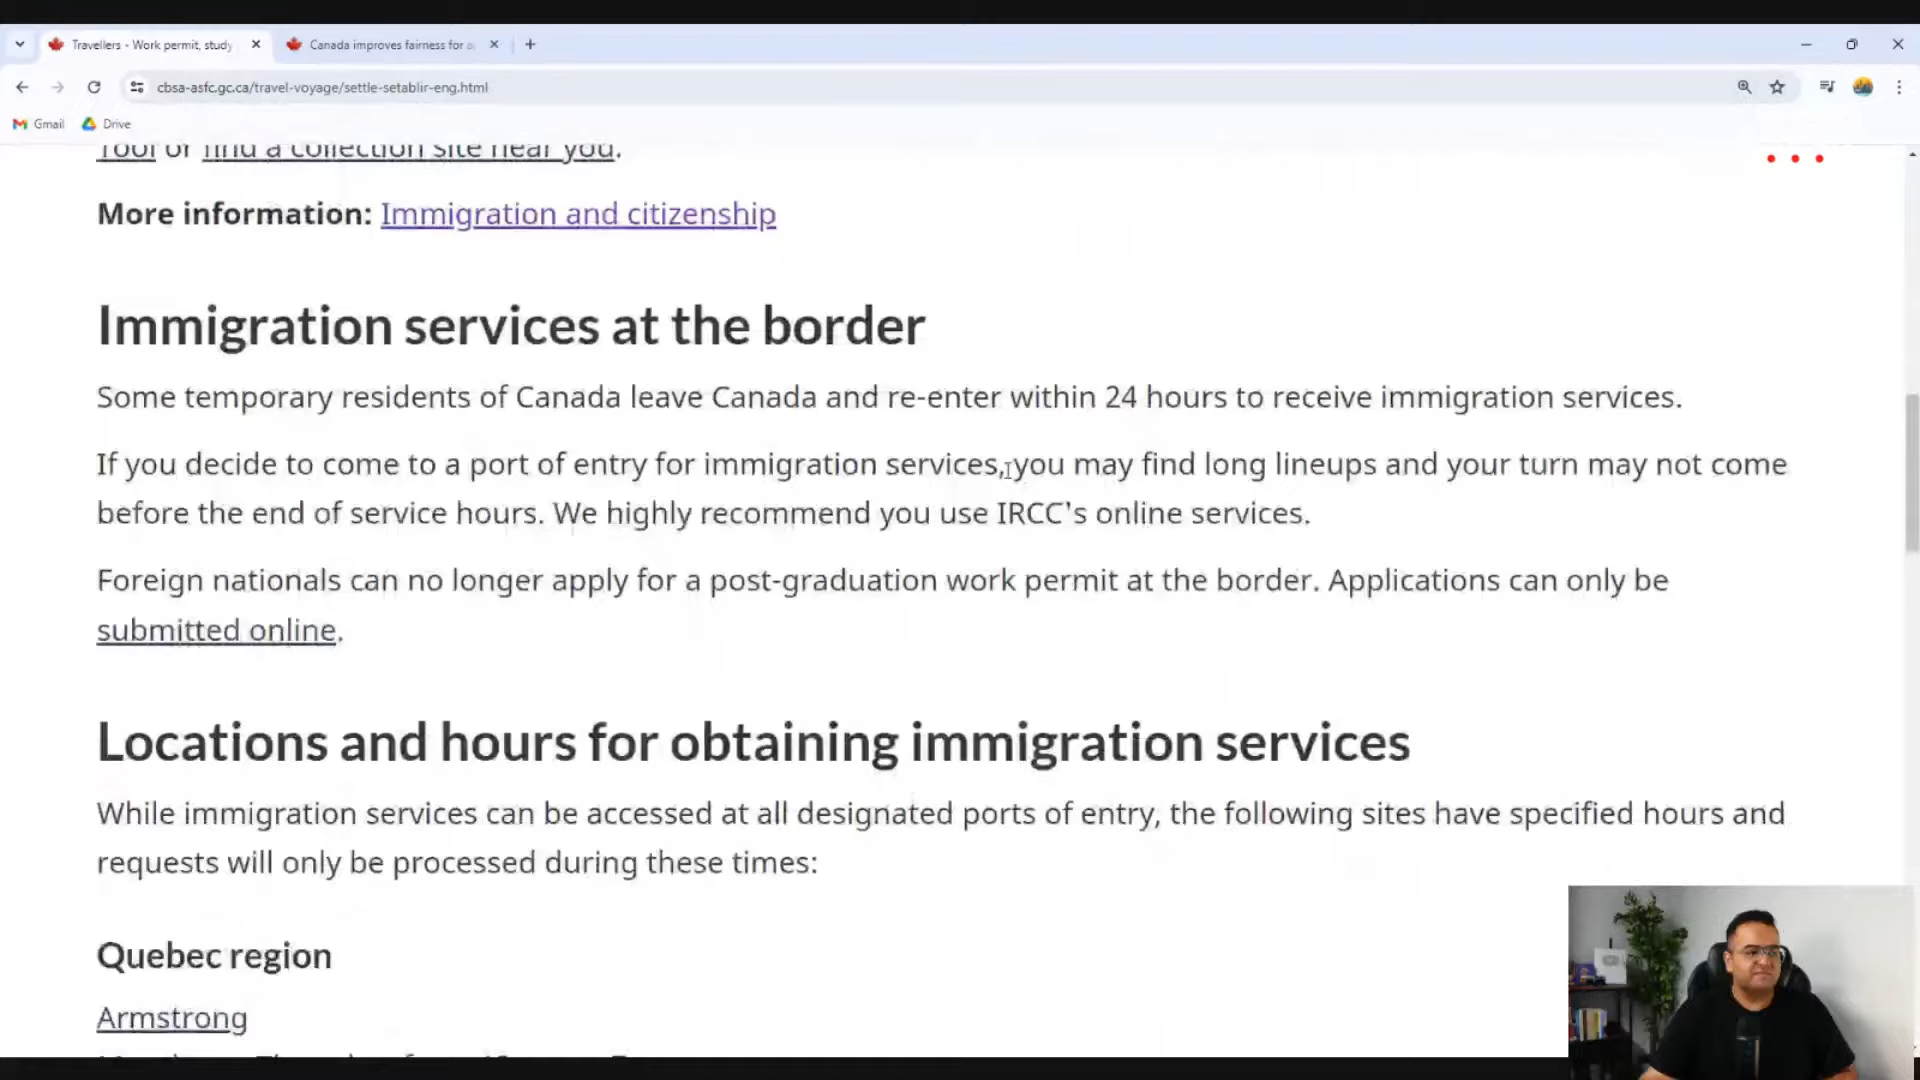 Travellers - Work permit, study
Canada improves fairness for
cbsa-asfc.gc.ca/travel-voyage/settle-setablir-eng.html
Gmail
Drive
Tool or find a collection site near you.
More information: Immigration and citizenship
Immigration services at the border
Some temporary residents of Canada leave Canada and re-enter within 24 hours to receive immigration services.
If you decide to come to a port of entry for immigration services, you may find long lineups and your turn may not come
before the end of service hours. We highly recommend you use IRCC's online services.
Foreign nationals can no longer apply for a post-graduation work permit at the border. Applications can only be
submitted online.
Locations and hours for obtaining immigration services
While immigration services can be accessed at all designated ports of entry, the following sites have specified hours and
requests will only be processed during these times:
Quebec region
Armstrong